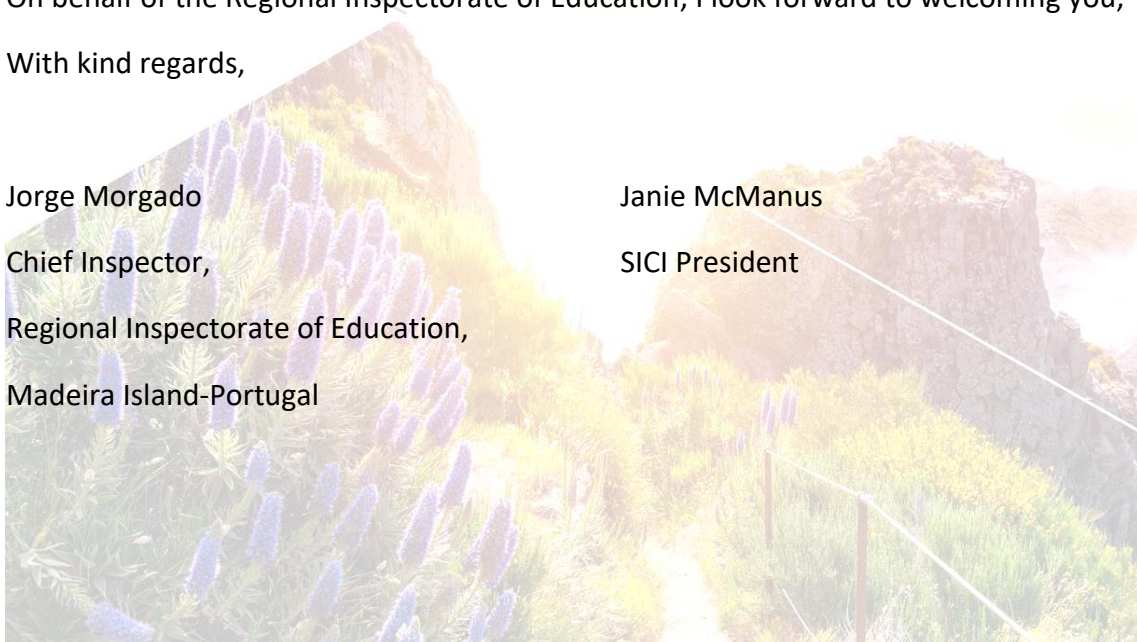 On behalf of the Regional Inspectorate of Education, I look forward to welcoming you,
With kind regards,
Jorge Morgado
Chief Inspector,
Regional Inspectorate of Education,
Madeira Island-Portugal
Janie McManus
SICI President